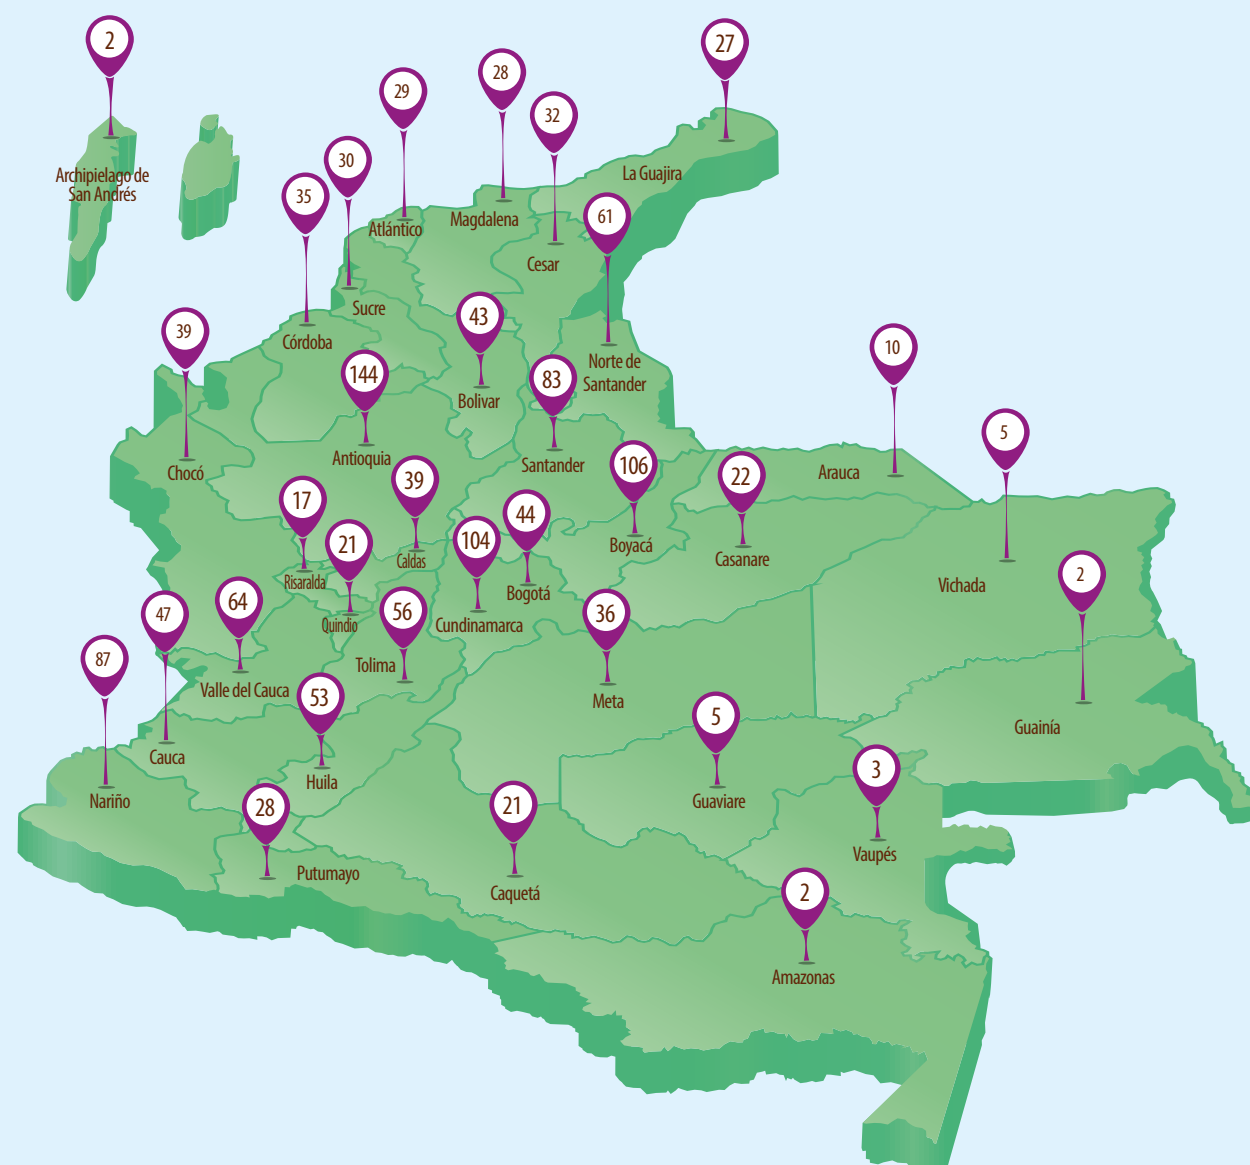 2
27
28
29
32
30
Archipielago de
San Andrés
La Guajira
35
61
Magdalena
Atlántico
Cesar
Sucre
43
39
Córdoba
10
Norte de
Santander
144
83
Bolivar
5
Antioquia
Santander
106
Chocó
Arauca
39
22
17
44
Boyacá
104
21
Caldas
Casanare
2
Risaralda
Vichada
Bogotá
64
47
56
36
Quindio
Cundinamarca
87
Tolima
Valle del Cauca
53
Meta
5
Guainía
Cauca
3
Huila
Nariño
28
21
Guaviare
Vaupés
Putumayo
2
Caquetá
Amazonas